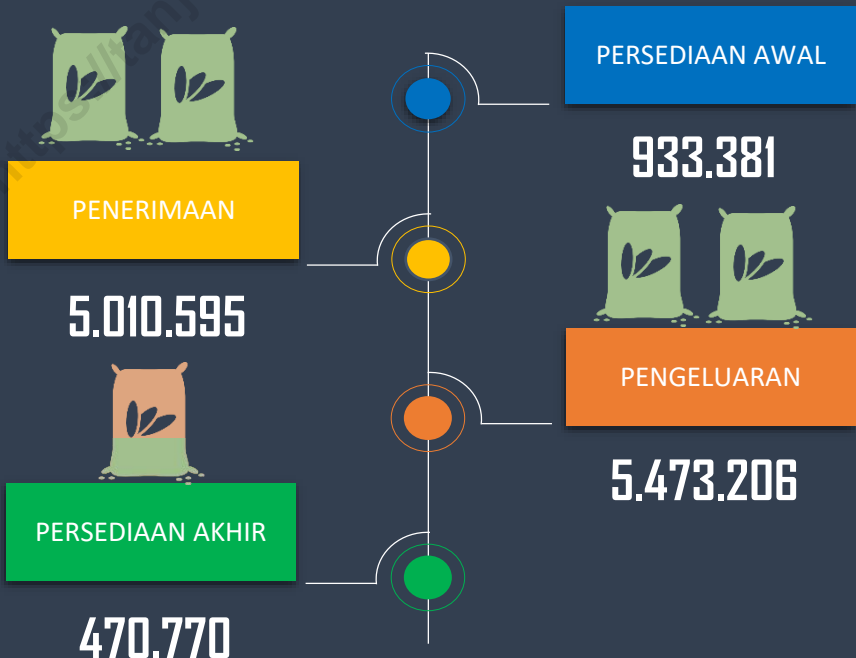 PERSEDIAAN AWAL
933.381
PENERIMAAN
5.010.595
PENGELUARAN
5.473.206
PERSEDIAAN AKHIR
470.770